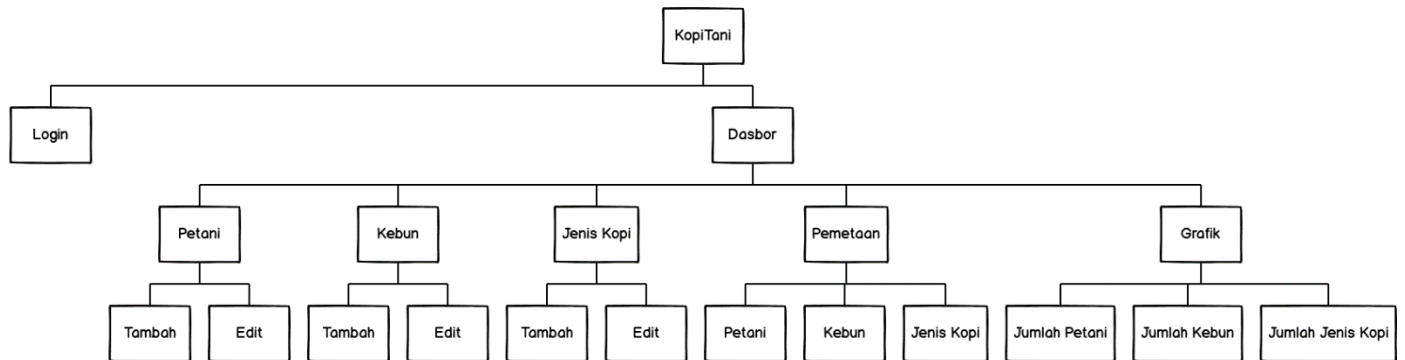 KopiTani
Login
Dasbor
Petani
Kebun
Jenis Kopi
Pemetaan
Grafik
Tambah
Edit
Tambah
Edit
Tambah
Edit
Petani
Kebun
Jenis Kopi
Jumlah Petani
Jumlah Kebun
Jumlah Jenis Kopi